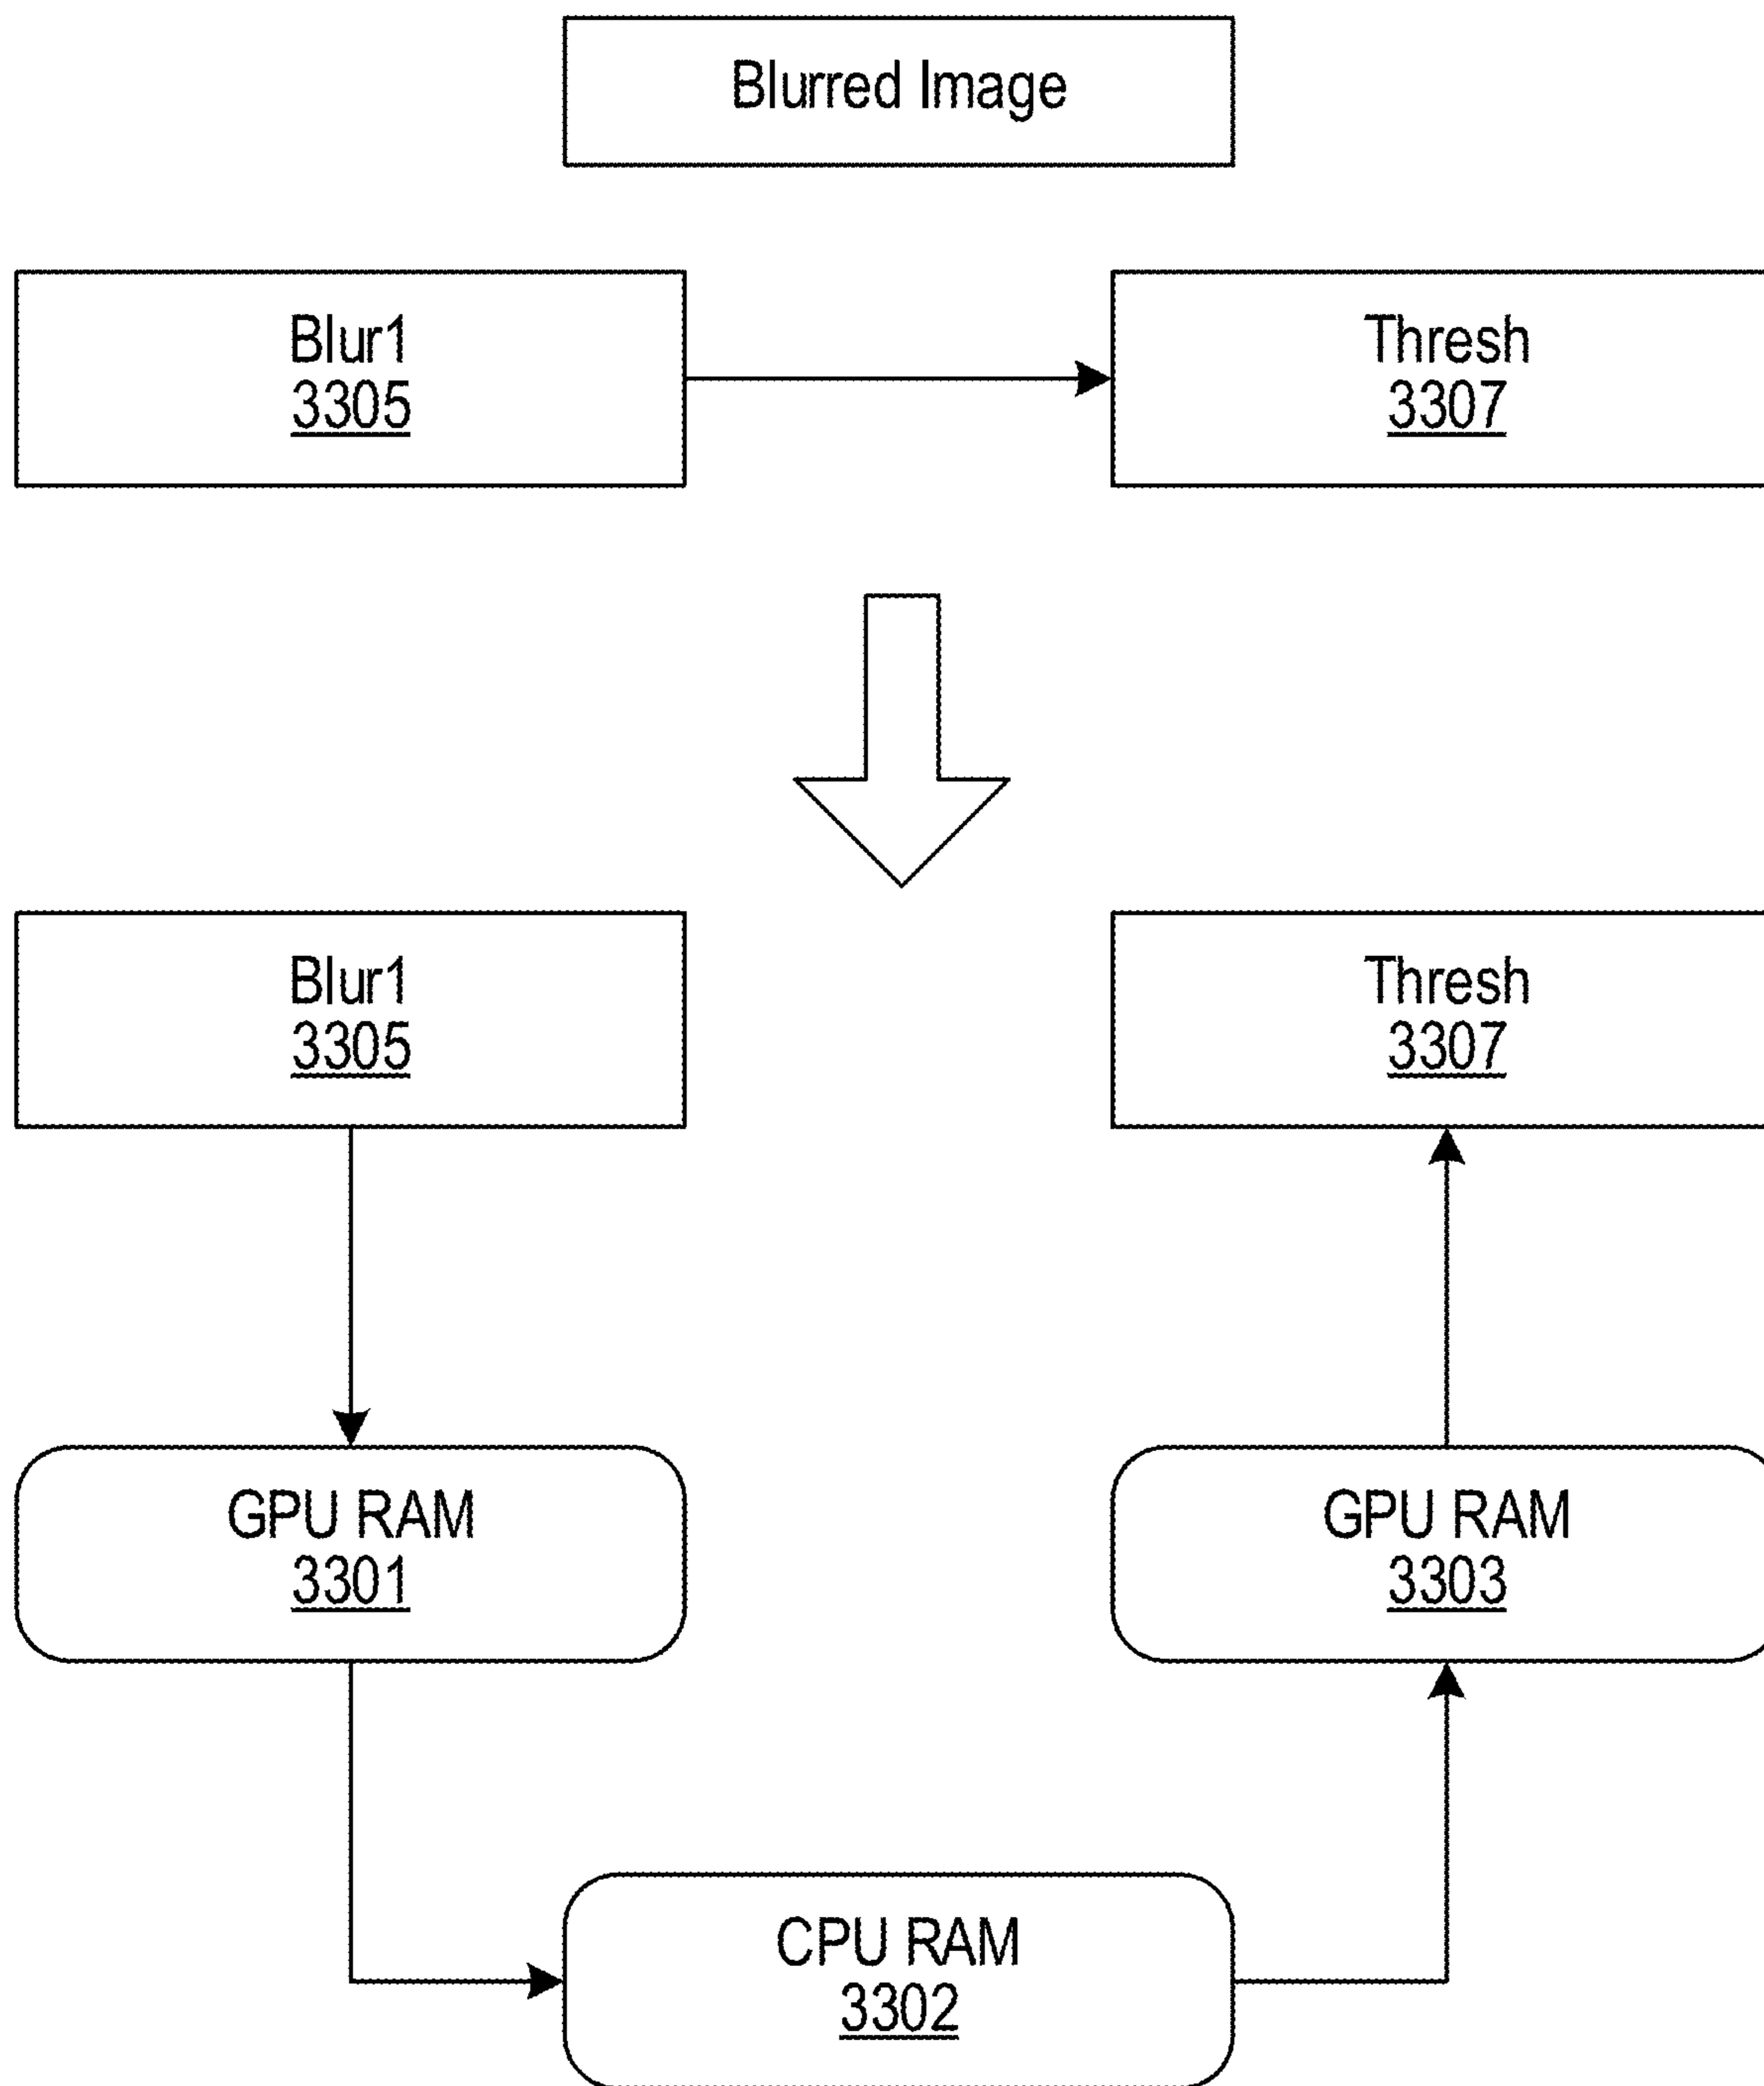 Blurred Image
Blur1
3305
Thresh
3307
Blur1
3305
Thresh
3307
GPU RAM
3301
GPU RAM
3303
CPU RAM
3302